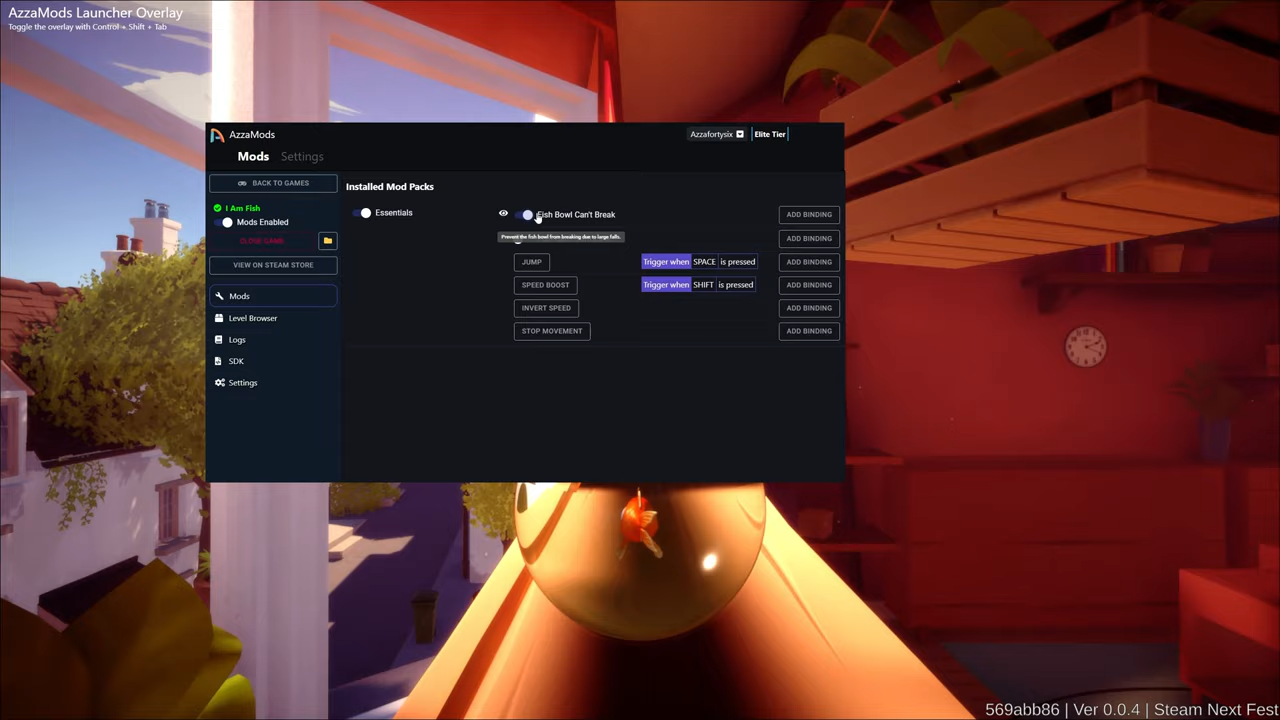 AzzaMods Launcher Overlay
Toggle the overlay with Control + Shift + Tab
AzzaMods
Azzafortysix
Elite Tier
Mods Settings
BACK TO GAMES
I Am Fish
Mods Enabled
CLOSE GAME
VIEW ON STEAM STORE
Mods
Level Browser
Logs
SDK
Settings
Installed Mod Packs
Essentials
Fish Bowl Can't Break
ADD BINDING
Prevent the fish bowl from breaking due to large falls.
ADD BINDING
JUMP
Trigger when SPACE is pressed
ADD BINDING
SPEED BOOST
Trigger when SHIFT is pressed
ADD BINDING
INVERT SPEED
ADD BINDING
STOP MOVEMENT
ADD BINDING
569abb86 | Ver 0.0.4 | Steam Next Fest